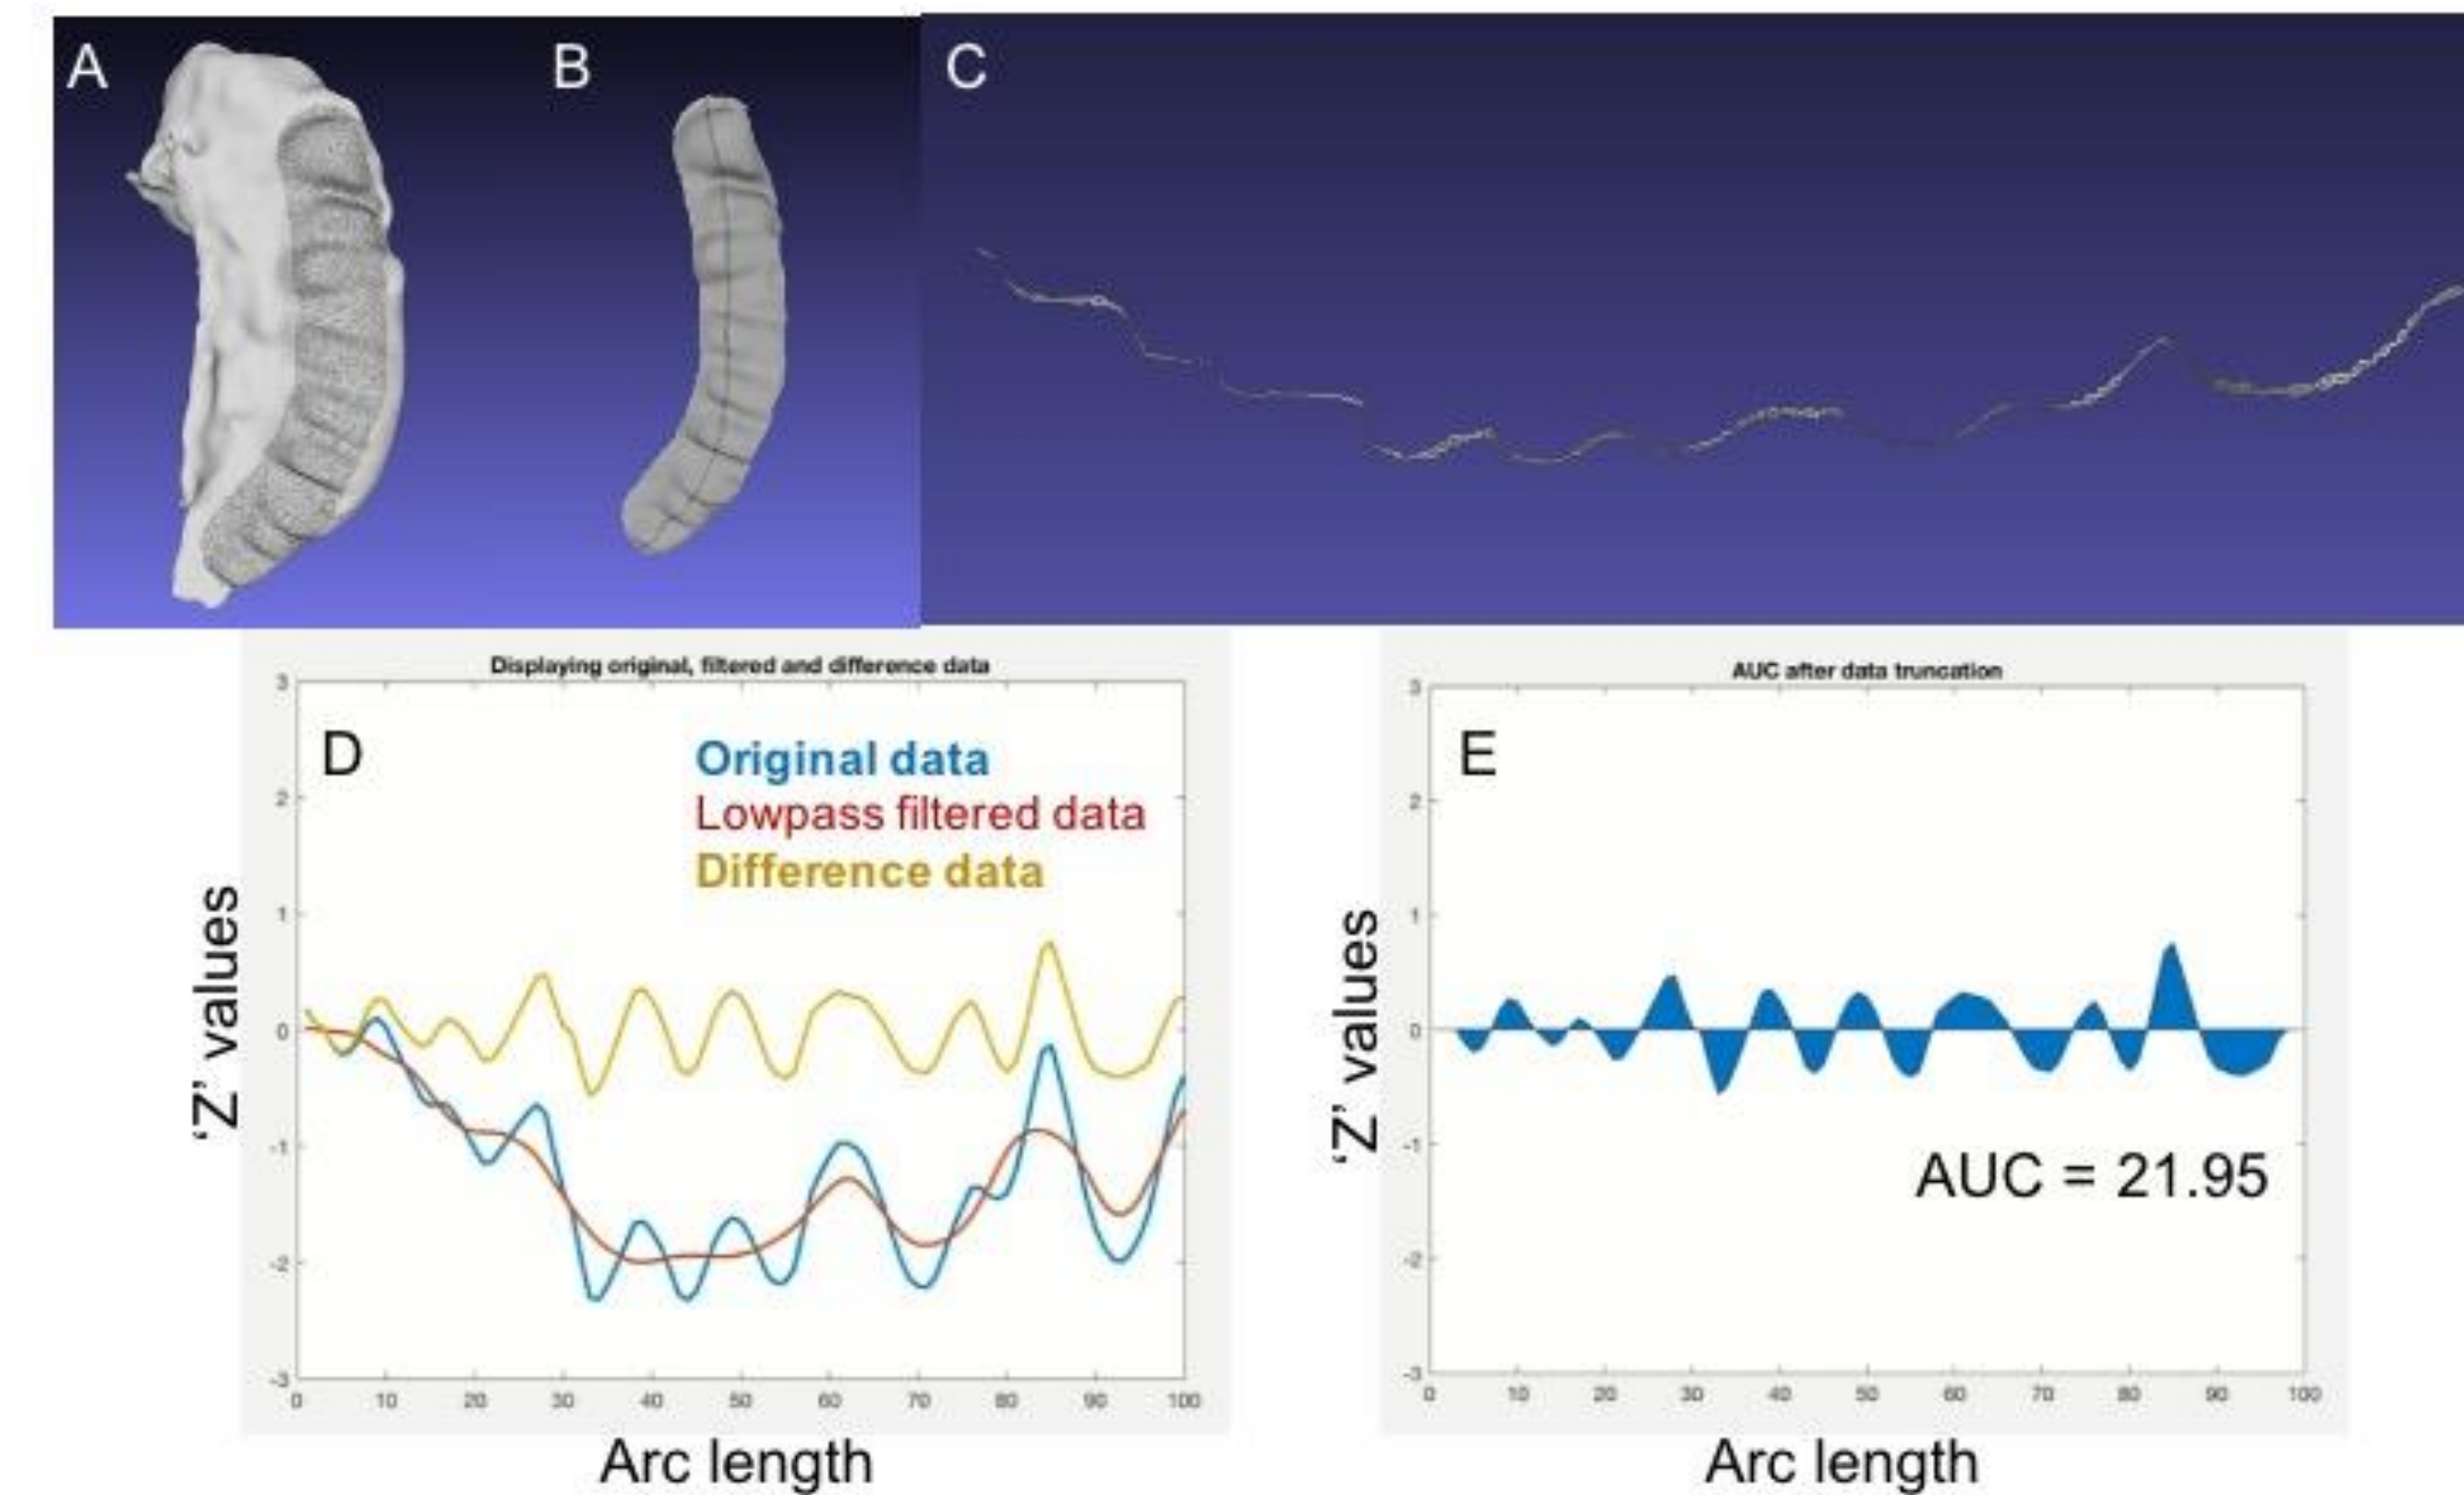 A
B
C
Displaying original, filtered and difference data
D
Original data
Lowpass filtered data
Difference data
'Z' values
3
2
1
0
-1
-2
-3
0 10 20 30 40 50 60 70 80 90 100
Arc length
AUC after data truncation
E
'Z' values
3
2
1
0
-1
-2
-3
AUC = 21.95
0 10 20 30 40 50 60 70 80 90 100
Arc length